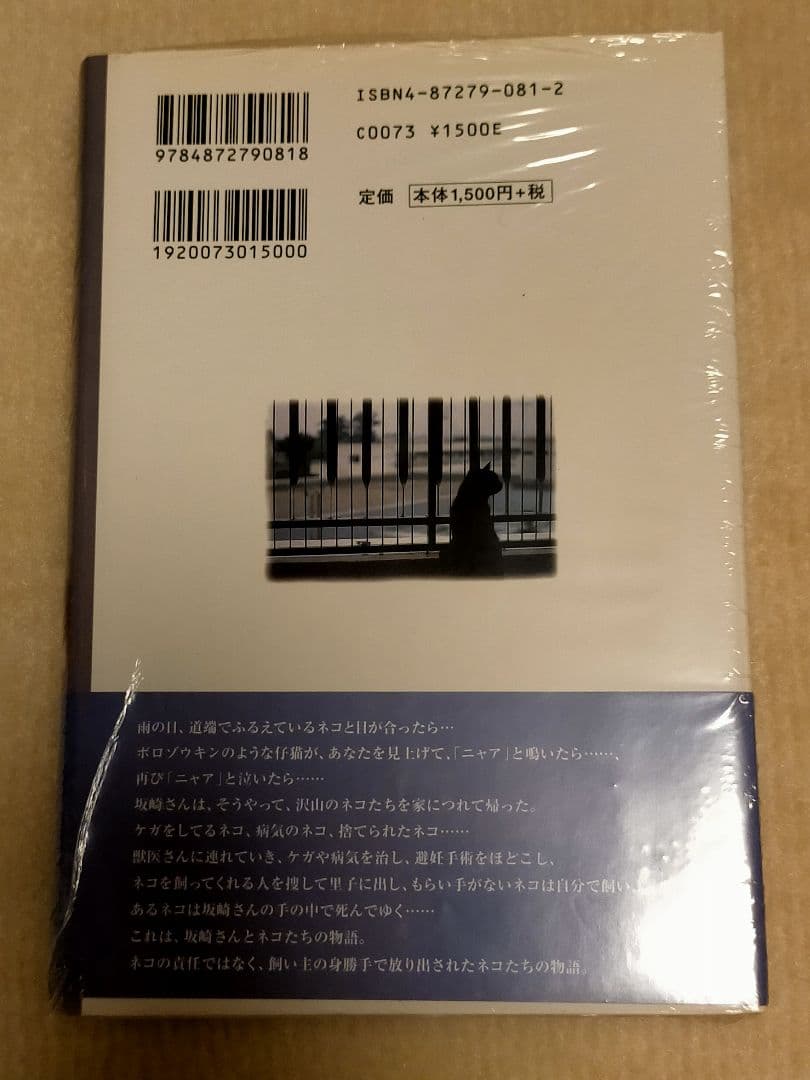 ISBN4-87279-081-2
C0073 ¥1500E
9784872790818
定価 本体1,500円+税
1920073015000
雨の日、道端でふるえているネコと目が合ったら…
ボロゾウキンのような仔猫が、あなたを見上げて、「ニャア」と鳴いたら……、
再び「ニャア」と泣いたら……
坂崎さんは、そうやって、沢山のネコたちを家につれて帰った。
ケガをしてるネコ、病気のネコ、捨てられたネコ……
獣医さんに連れていき、ケガや病気を治し、避妊手術をほどこし、
ネコを飼ってくれる人を捜して里子に出し、もらい手がないネコは自分で飼い、
あるネコは坂崎さんの手の中で死んでゆく……
これは、坂崎さんとネコたちの物語。
ネコの責任ではなく、飼い主の身勝手で放り出されたネコたちの物語。